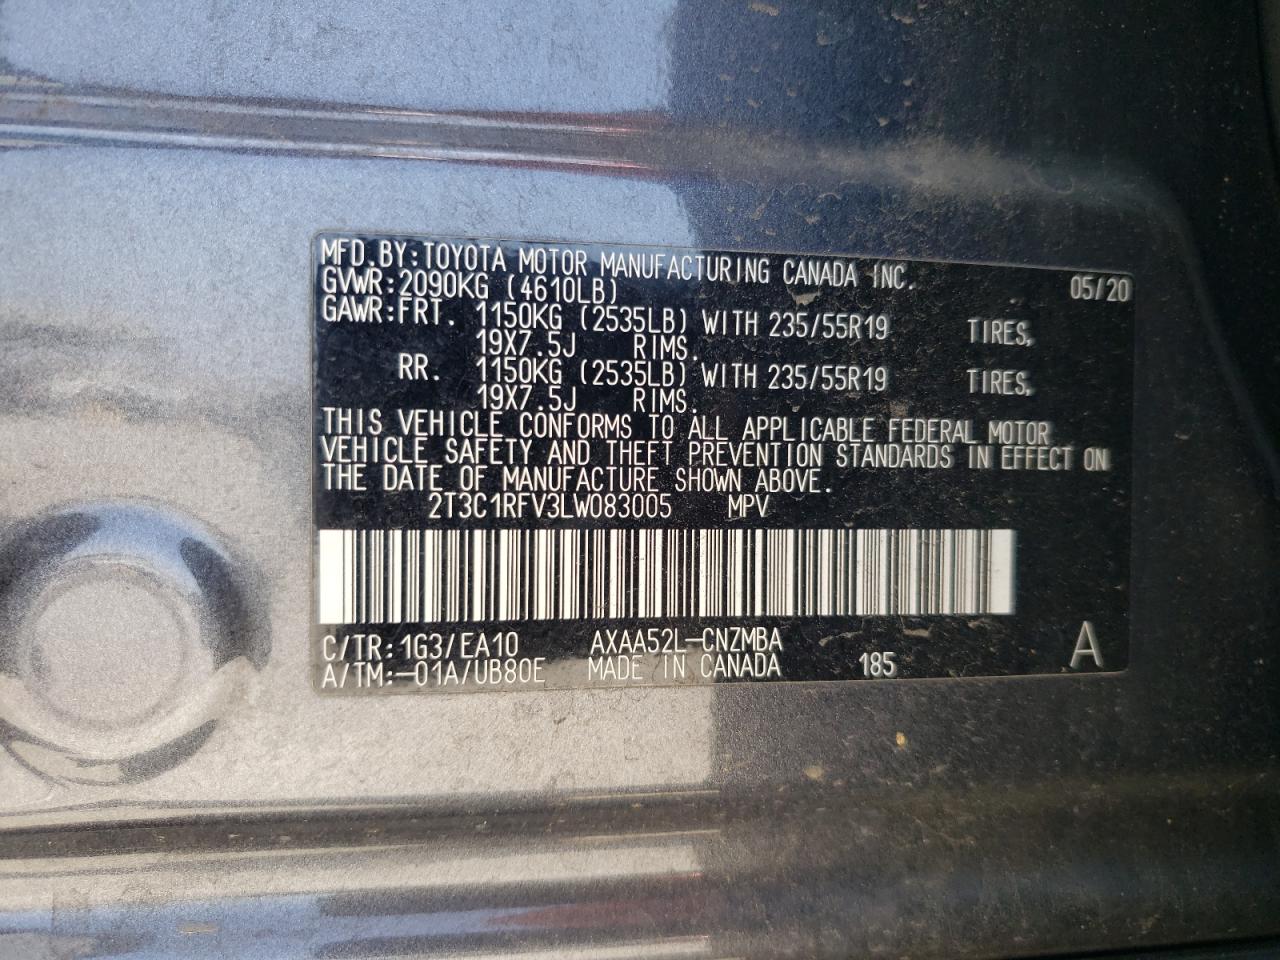 MFD.BY:TOYOTA MOTOR MANUFACTURING CANADA INC. 05/20
GVWR:2090KG (4610LB)
GAWR:FRT. 1150KG (2535LB) WITH 235/55R19 TIRES,
19X7.5J RIMS.
RR. 1150KG (2535LB) WITH 235/55R19 TIRES,
19X7.5J RIMS.
THIS VEHICLE CONFORMS TO ALL APPLICABLE FEDERAL MOTOR
VEHICLE SAFETY AND THEFT PREVENTION STANDARDS IN EFFECT ON
THE DATE OF MANUFACTURE SHOWN ABOVE.
2T3C1RFV3LW083005 MPV
C/TR:1G3/EA10 AXAA52L-CNZMBA A
A/TM:-01A/UB80E MADE IN CANADA 185